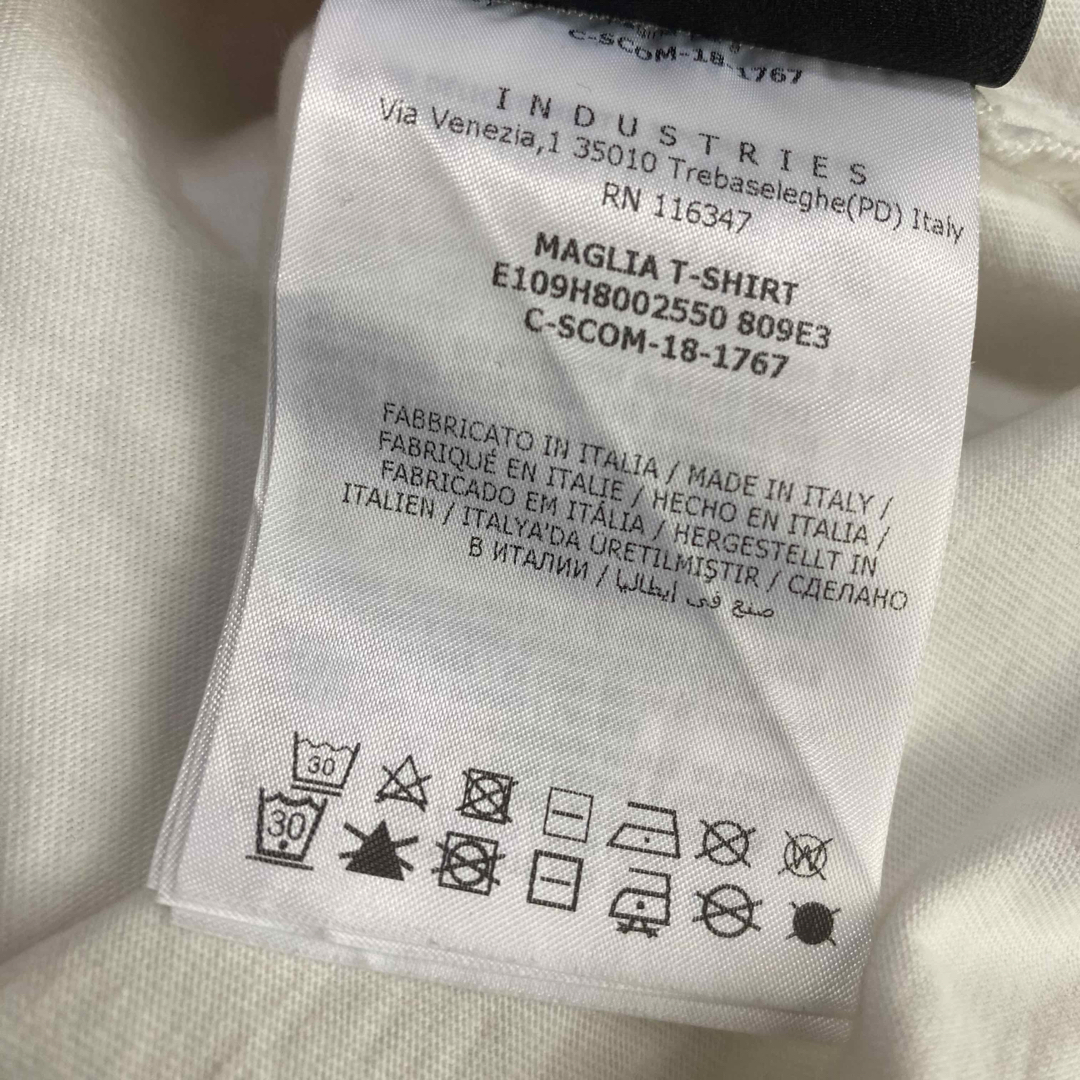 C-SCOM-18-1767
INDUSTRIES
Via Venezia,1 35010 Trebaseleghe(PD) Italy
RN 116347
MAGLIA T-SHIRT
E109H8002550 809E3
C-SCOM-18-1767
FABBRICATO IN ITALIA / MADE IN ITALY /
FABRIQUÉ EN ITALIE / HECHO EN ITALIA /
FABRICADO EM ITÁLIA / HERGESTELLT IN
ITALIEN / ITALYA'DA ÜRETILMIŞTIR / СДЕЛАНО
В ИТАЛИИ / صنع في ايطاليا
30
W
30